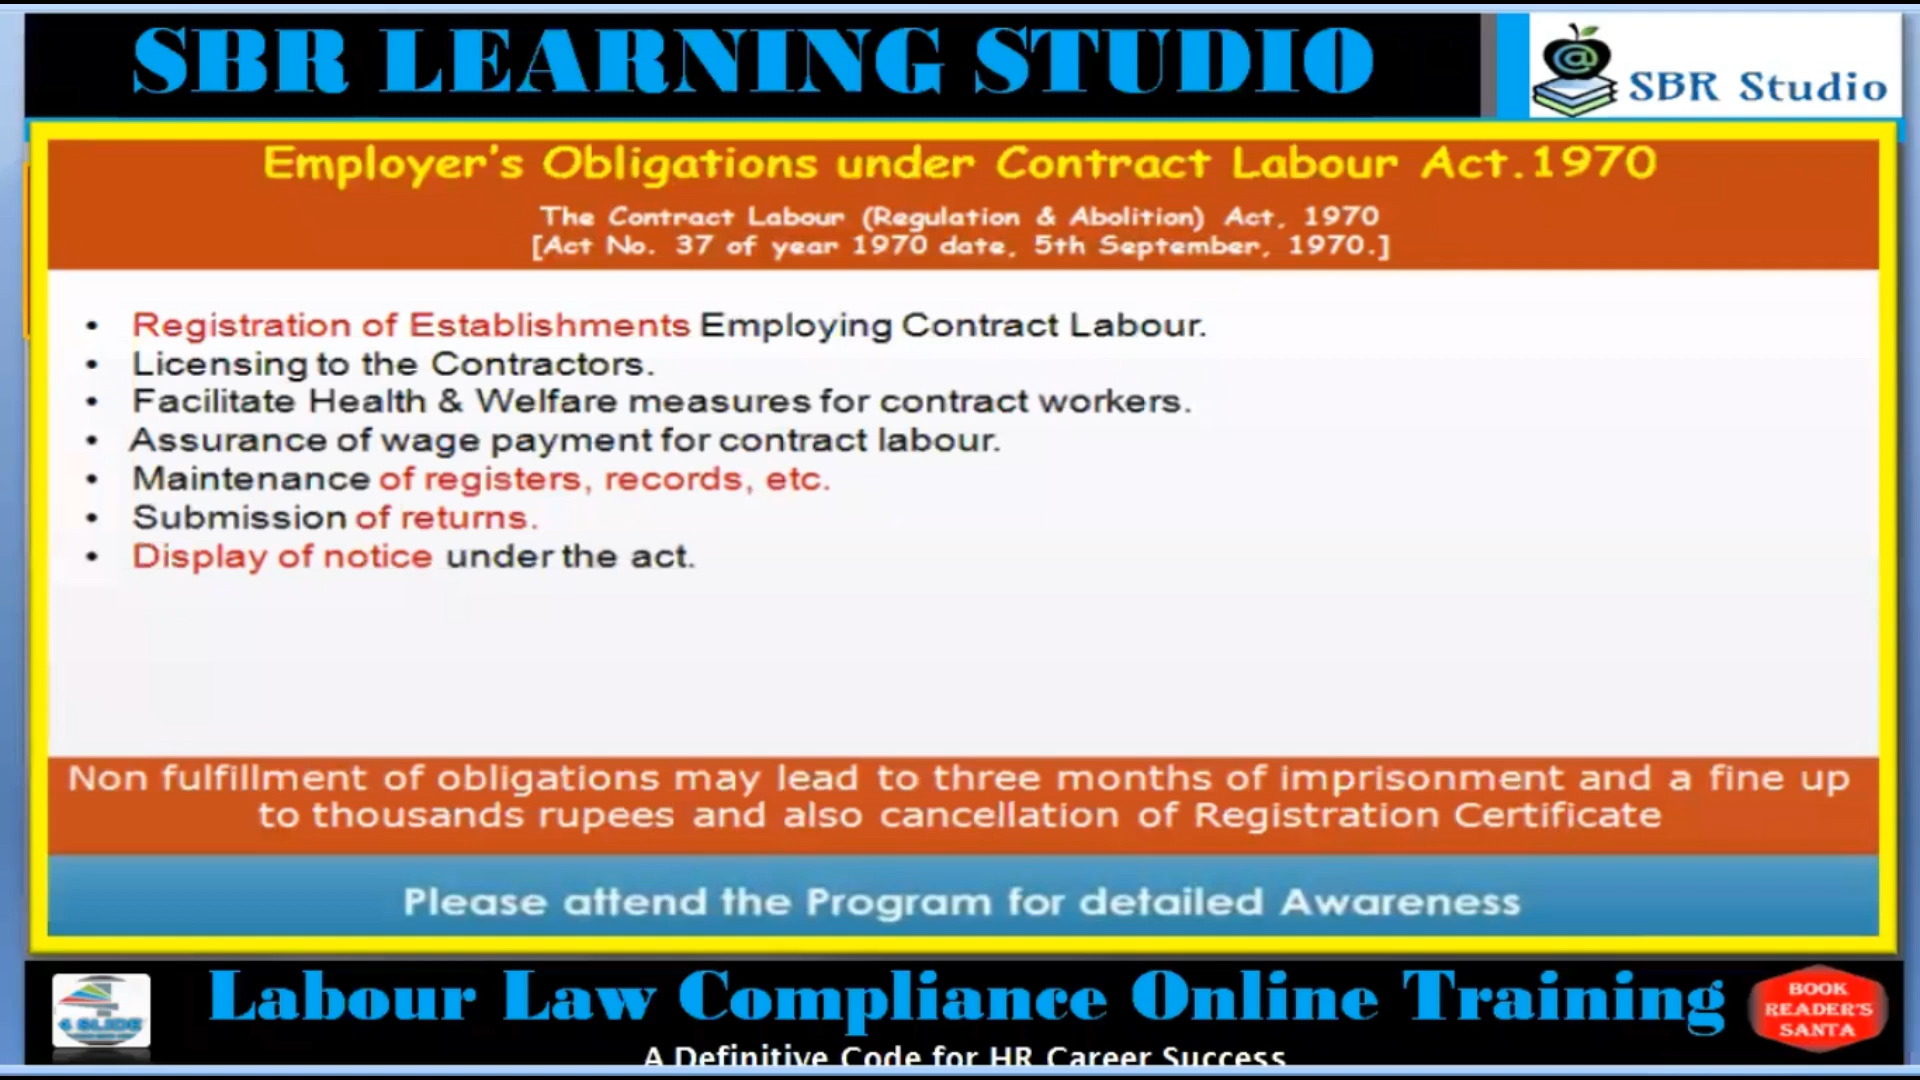 SBR LEARNING STUDIO
@
SBR Studio
Employer's Obligations under Contract Labour Act.1970
The Contract Labour (Regulation & Abolition) Act, 1970
[Act No. 37 of year 1970 date, 5th September, 1970.]
• Registration of Establishments Employing Contract Labour.
• Licensing to the Contractors.
• Facilitate Health & Welfare measures for contract workers.
• Assurance of wage payment for contract labour.
• Maintenance of registers, records, etc.
• Submission of returns.
• Display of notice under the act.
Non fulfillment of obligations may lead to three months of imprisonment and a fine up
to thousands rupees and also cancellation of Registration Certificate
Please attend the Program for detailed Awareness
4 SLIDE
Labour Law Compliance Online Training
BOOK
READER'S
SANTA
A Definitive Code for HR Career Success